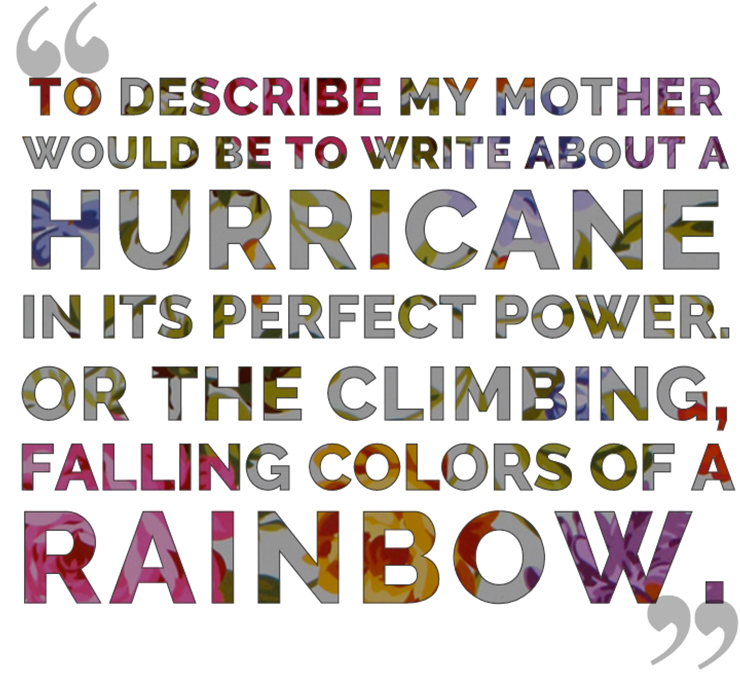 “TO DESCRIBE MY MOTHER
WOULD BE TO WRITE ABOUT A
HURRICANE
IN ITS PERFECT POWER.
OR THE CLIMBING,
FALLING COLORS OF A
RAINBOW.”